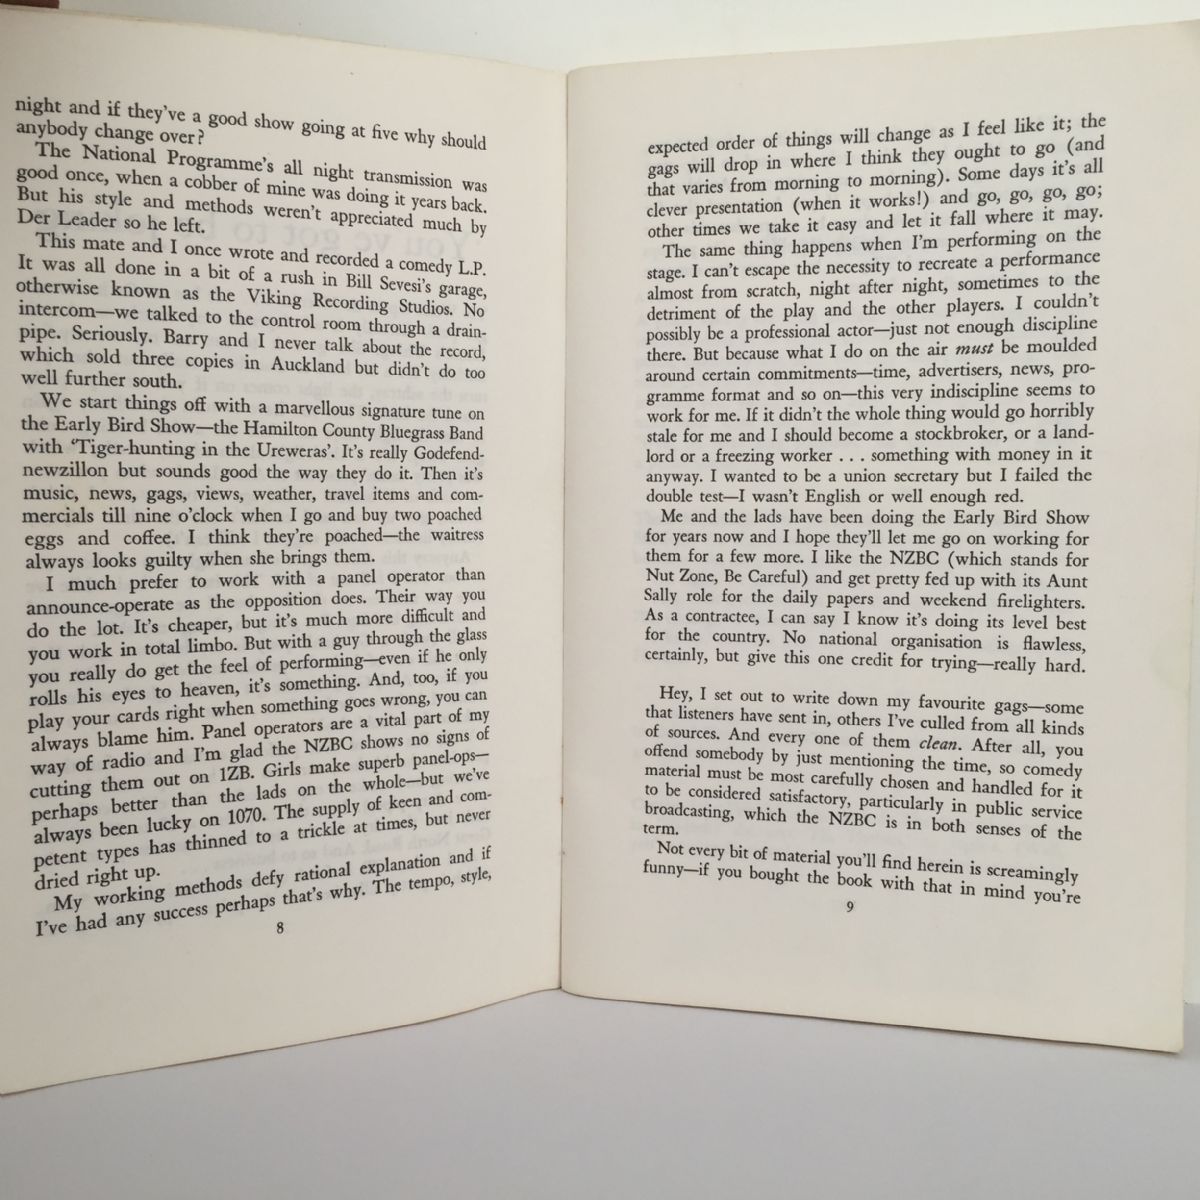 night and if they've a good show going at five why should
anybody change over?
The National Programme's all night transmission was
good once, when a cobber of mine was doing it years back.
But his style and methods weren't appreciated much by
Der Leader so he left.
This mate and I once wrote and recorded a comedy L.P.
It was all done in a bit of a rush in Bill Sevesi's garage,
otherwise known as the Viking Recording Studios. No
intercom—we talked to the control room through a drain-
pipe. Seriously. Barry and I never talk about the record,
which sold three copies in Auckland but didn't do too
well further south.
We start things off with a marvellous signature tune on
the Early Bird Show—the Hamilton County Bluegrass Band
with 'Tiger-hunting in the Ureweras'. It's really Godefend-
newzillon but sounds good the way they do it. Then it's
music, news, gags, views, weather, travel items and com-
mercials till nine o'clock when I go and buy two poached
eggs and coffee. I think they're poached—the waitress
always looks guilty when she brings them.
I much prefer to work with a panel operator than
announce-operate as the opposition does. Their way you
do the lot. It's cheaper, but it's much more difficult and
you work in total limbo. But with a guy through the glass
you really do get the feel of performing—even if he only
rolls his eyes to heaven, it's something. And, too, if you
play your cards right when something goes wrong, you can
always blame him. Panel operators are a vital part of my
way of radio and I'm glad the NZBC shows no signs of
cutting them out on 1ZB. Girls make superb panel-ops—
perhaps better than the lads on the whole—but we've
always been lucky on 1070. The supply of keen and com-
petent types has thinned to a trickle at times, but never
dried right up.
My working methods defy rational explanation and if
I've had any success perhaps that's why. The tempo, style,
8
expected order of things will change as I feel like it; the
gags will drop in where I think they ought to go (and
that varies from morning to morning). Some days it's all
clever presentation (when it works!) and go, go, go, go;
other times we take it easy and let it fall where it may.
The same thing happens when I'm performing on the
stage. I can't escape the necessity to recreate a performance
almost from scratch, night after night, sometimes to the
detriment of the play and the other players. I couldn't
possibly be a professional actor—just not enough discipline
there. But because what I do on the air must be moulded
around certain commitments—time, advertisers, news, pro-
gramme format and so on—this very indiscipline seems to
work for me. If it didn't the whole thing would go horribly
stale for me and I should become a stockbroker, or a land-
lord or a freezing worker . . . something with money in it
anyway. I wanted to be a union secretary but I failed the
double test—I wasn't English or well enough red.
Me and the lads have been doing the Early Bird Show
for years now and I hope they'll let me go on working for
them for a few more. I like the NZBC (which stands for
Nut Zone, Be Careful) and get pretty fed up with its Aunt
Sally role for the daily papers and weekend firelighters.
As a contractee, I can say I know it's doing its level best
for the country. No national organisation is flawless,
certainly, but give this one credit for trying—really hard.
Hey, I set out to write down my favourite gags—some
that listeners have sent in, others I've culled from all kinds
of sources. And every one of them clean. After all, you
offend somebody by just mentioning the time, so comedy
material must be most carefully chosen and handled for it
to be considered satisfactory, particularly in public service
broadcasting, which the NZBC is in both senses of the
term.
Not every bit of material you'll find herein is screamingly
funny—if you bought the book with that in mind you're
9